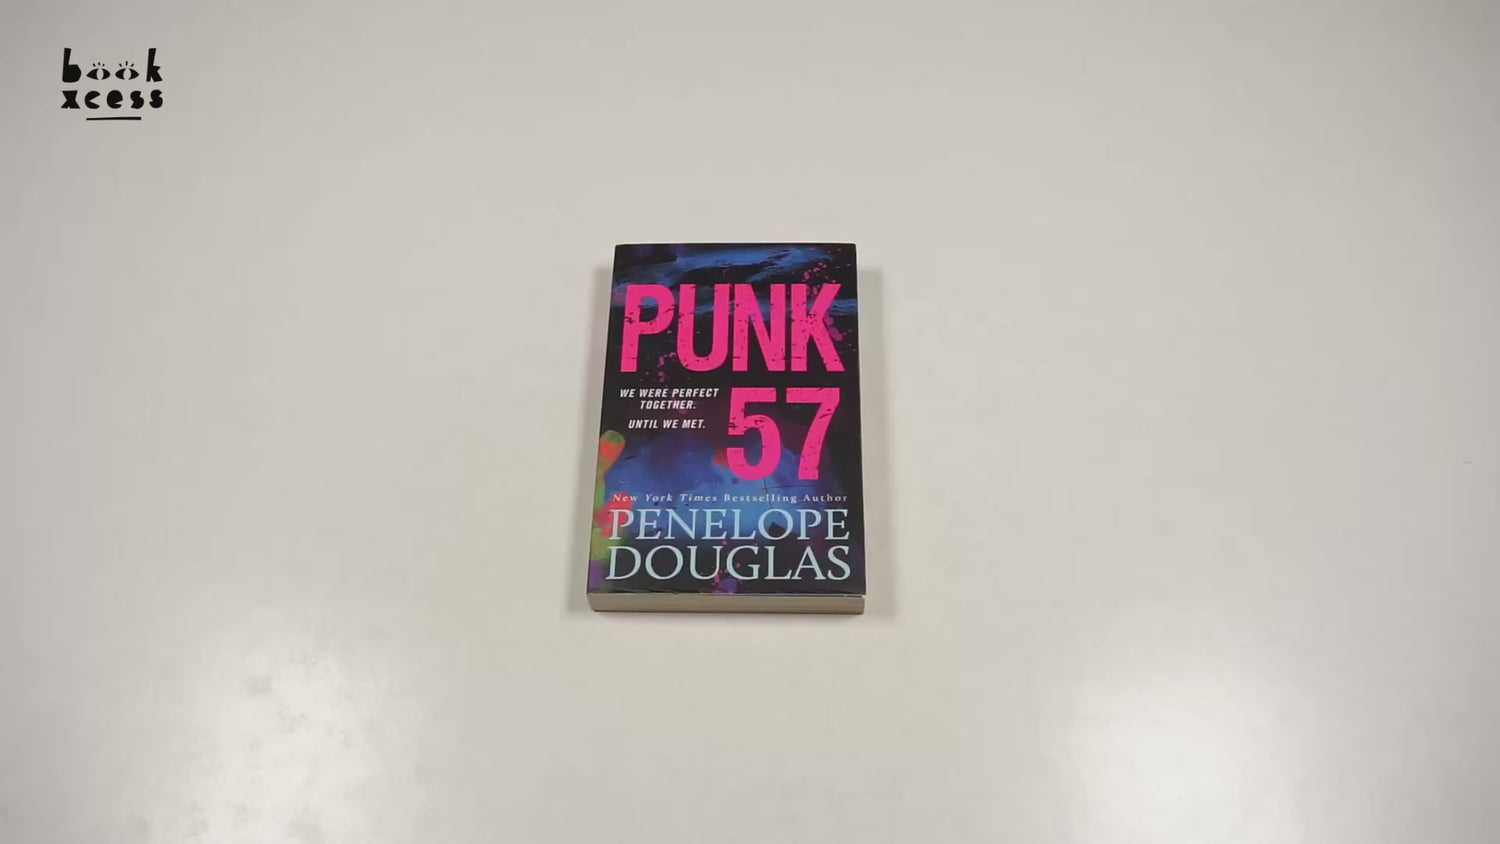 book
xcess
PUNK
57
WE WERE PERFECT
TOGETHER.
UNTIL WE MET.
New York Times Bestselling Author
PENELOPE
DOUGLAS